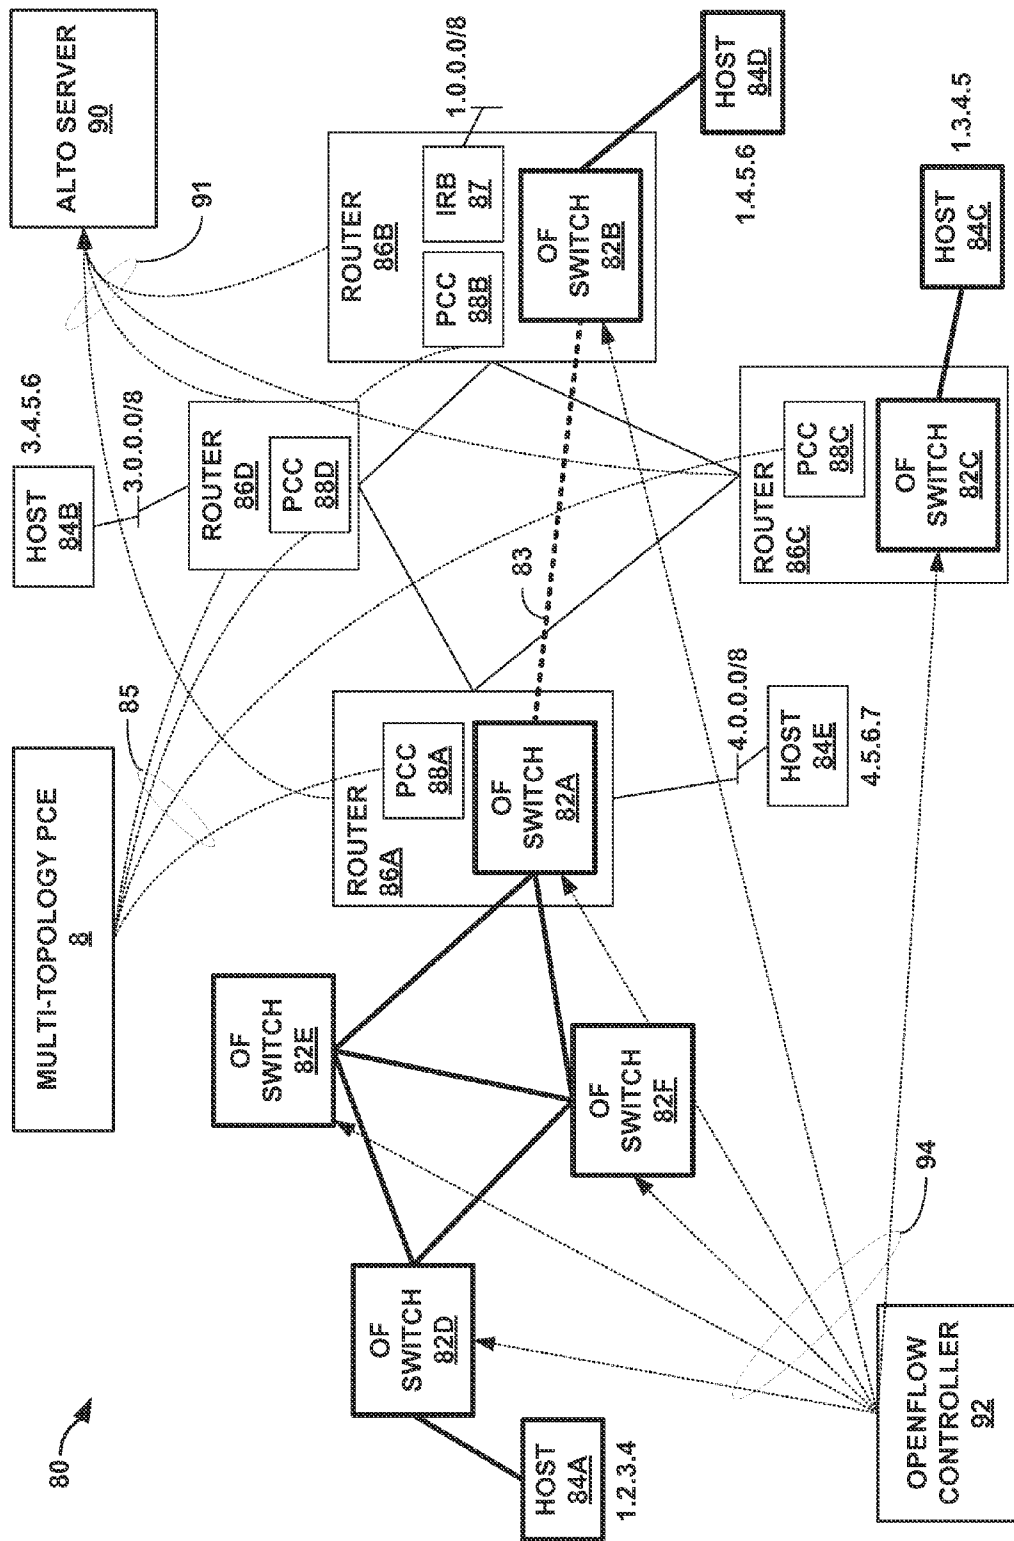 80
MULTI-TOPOLOGY PCE
8
85
HOST
84B
3.4.5.6
3.0.0.0/8
ALTO SERVER
90
91
OF
SWITCH
82E
ROUTER
86D
PCC
88D
ROUTER
86A
PCC
88A
OF
SWITCH
82A
83
ROUTER
86B
PCC
88B
IRB
87
1.0.0.0/8
OF
SWITCH
82B
OF
SWITCH
82D
HOST
84A
1.2.3.4
OF
SWITCH
82F
4.0.0.0/8
HOST
84E
4.5.6.7
HOST
84D
1.4.5.6
ROUTER
86C
PCC
88C
OF
SWITCH
82C
HOST
84C
1.3.4.5
OPENFLOW
CONTROLLER
92
94